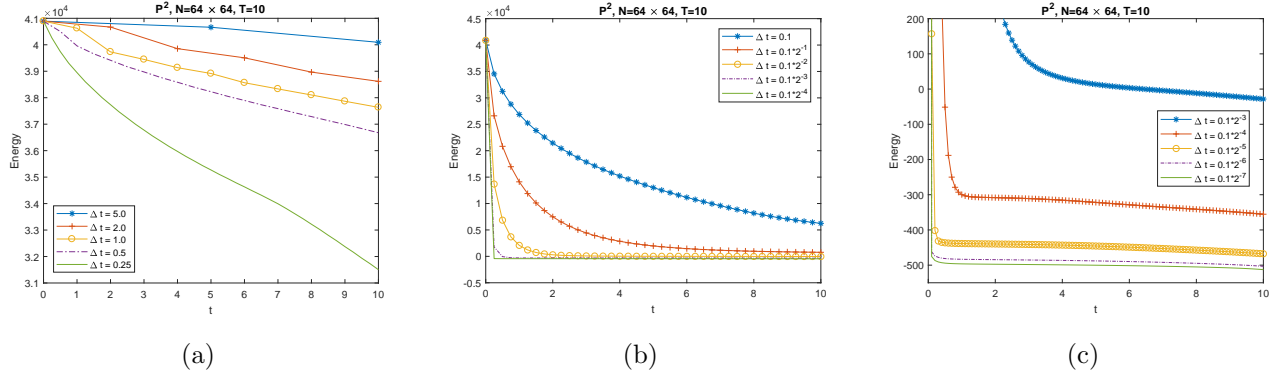 P², N=64 × 64, T=10
×10⁴
4.1
4
3.9
3.8
3.7
3.6
3.5
3.4
3.3
3.2
3.1
Energy
Δ t = 5.0
Δ t = 2.0
Δ t = 1.0
Δ t = 0.5
Δ t = 0.25
0 1 2 3 4 5 6 7 8 9 10
t
(a)
P², N=64 × 64, T=10
×10⁴
4.5
4
3.5
3
2.5
2
1.5
1
0.5
0
-0.5
Energy
Δ t = 0.1
Δ t = 0.1*2⁻¹
Δ t = 0.1*2⁻²
Δ t = 0.1*2⁻³
Δ t = 0.1*2⁻⁴
0 2 4 6 8 10
t
(b)
P², N=64 × 64, T=10
200
100
0
-100
-200
-300
-400
-500
Energy
Δ t = 0.1*2⁻³
Δ t = 0.1*2⁻⁴
Δ t = 0.1*2⁻⁵
Δ t = 0.1*2⁻⁶
Δ t = 0.1*2⁻⁷
0 2 4 6 8 10
t
(c)